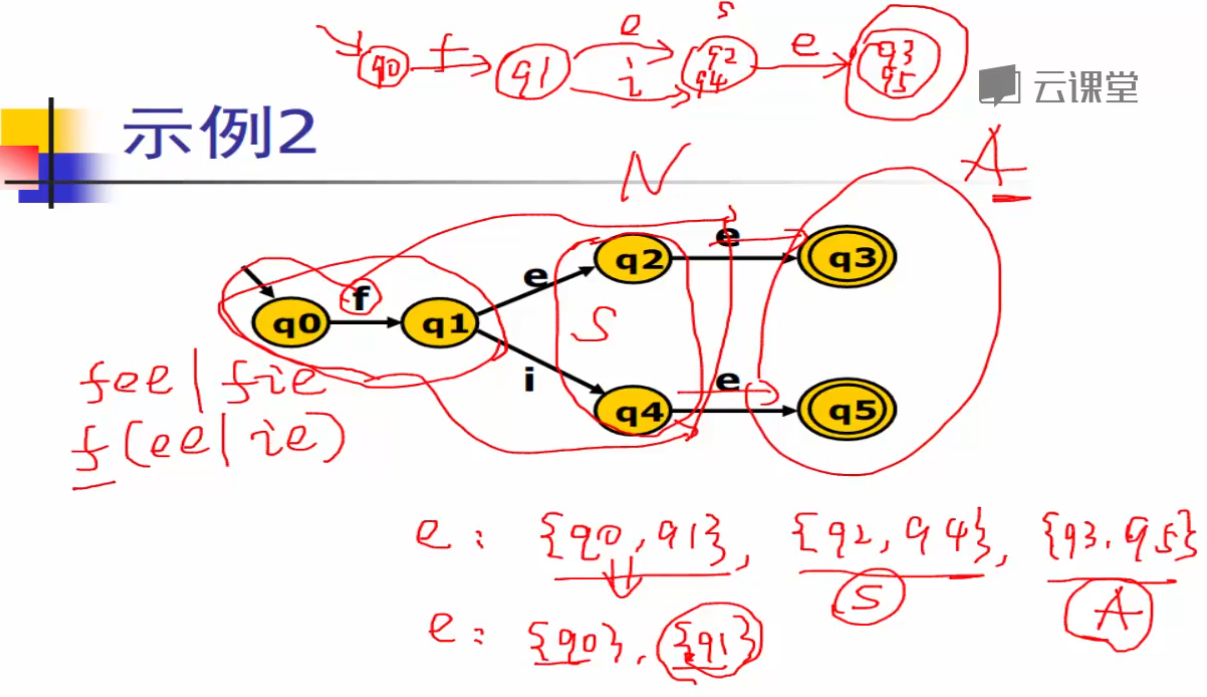 e s
q0 f q1 i q2 q4 e q3 q5
云课堂
示例2
N A
e q2 e q3
q0 f q1 S
i q4 e q5
fee|fie
f(ee|ie)
e: {q0,q1}, {q2,q4}, {q3,q5}
S A
e: {q0}, {q1}